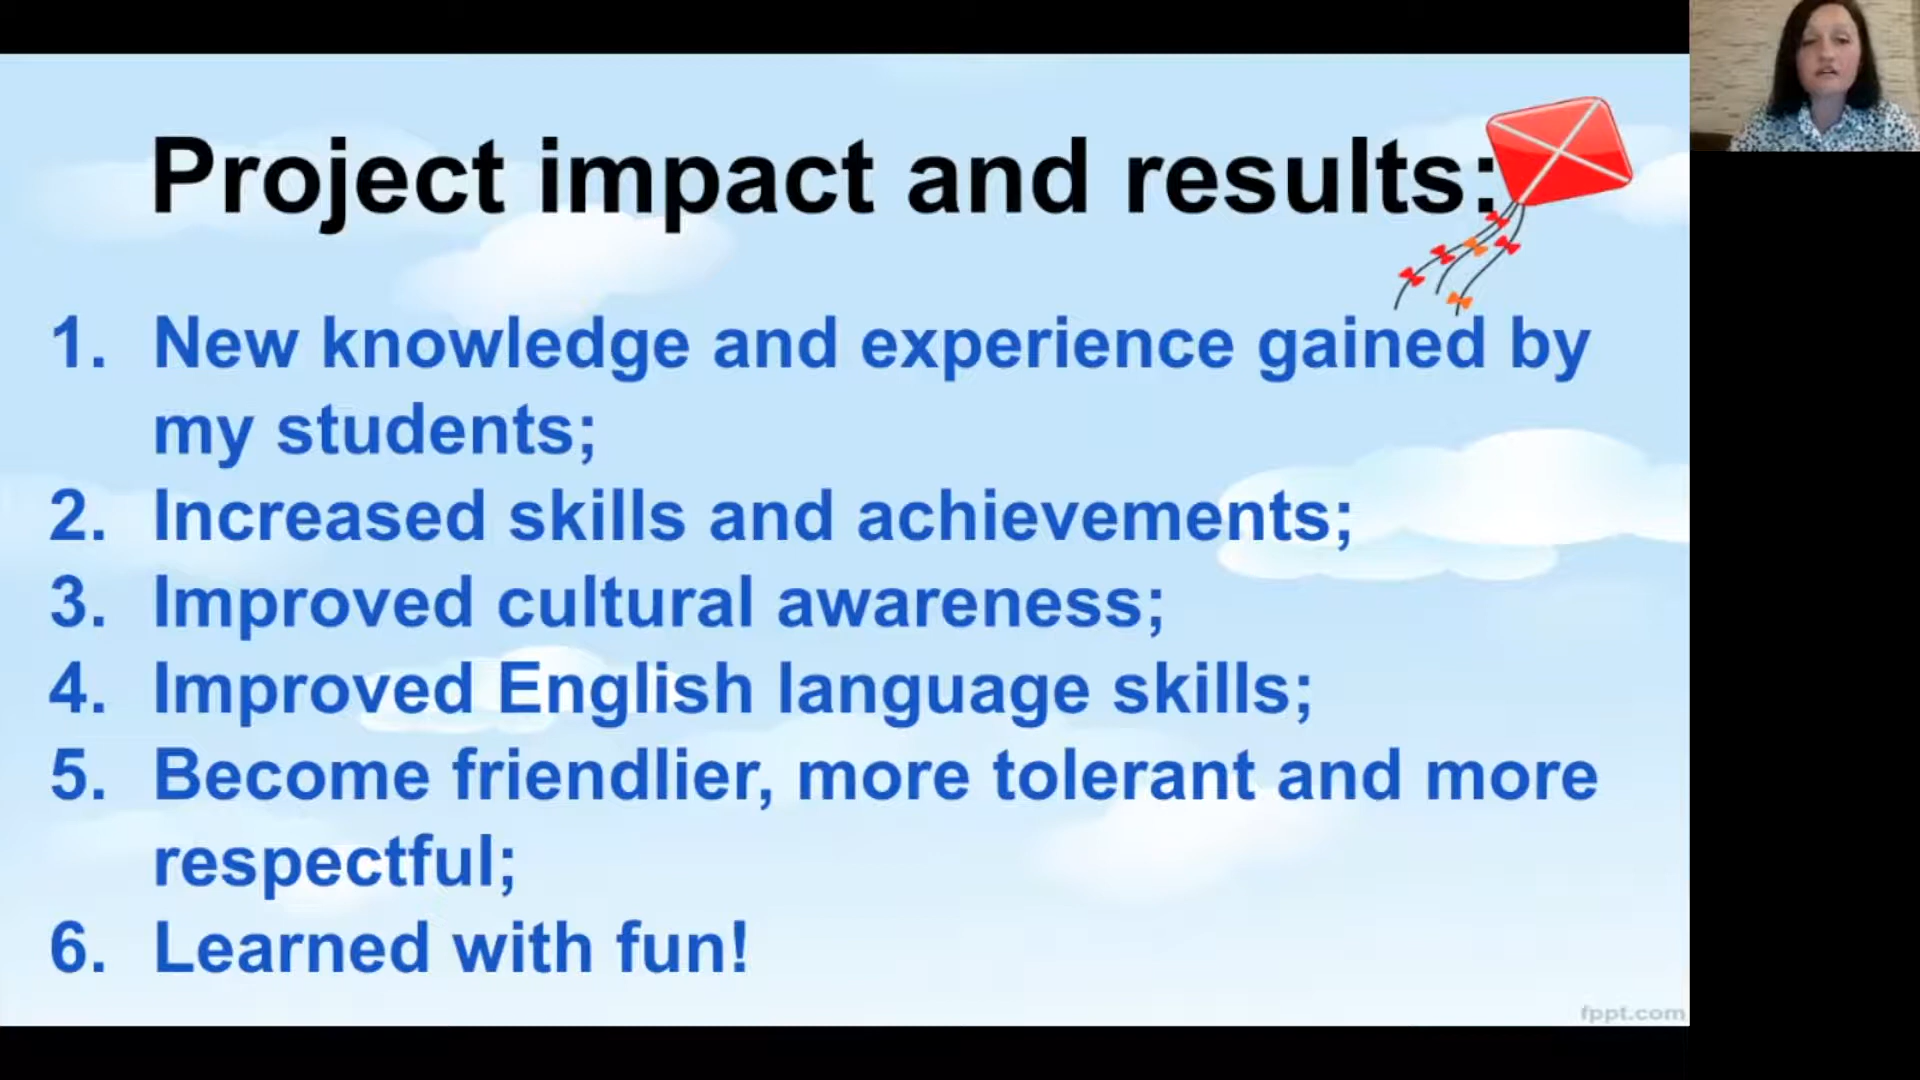 Project impact and results:
1. New knowledge and experience gained by
my students;
2. Increased skills and achievements;
3. Improved cultural awareness;
4. Improved English language skills;
5. Become friendlier, more tolerant and more
respectful;
6. Learned with fun!
fppt.com